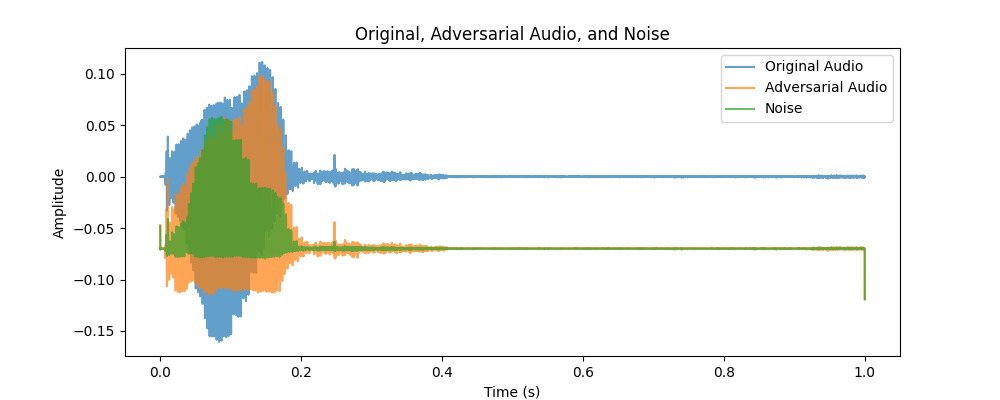 Original, Adversarial Audio, and Noise
Original Audio
Adversarial Audio
Noise
Amplitude
0.10
0.05
0.00
−0.05
−0.10
−0.15
0.0 0.2 0.4 0.6 0.8 1.0
Time (s)